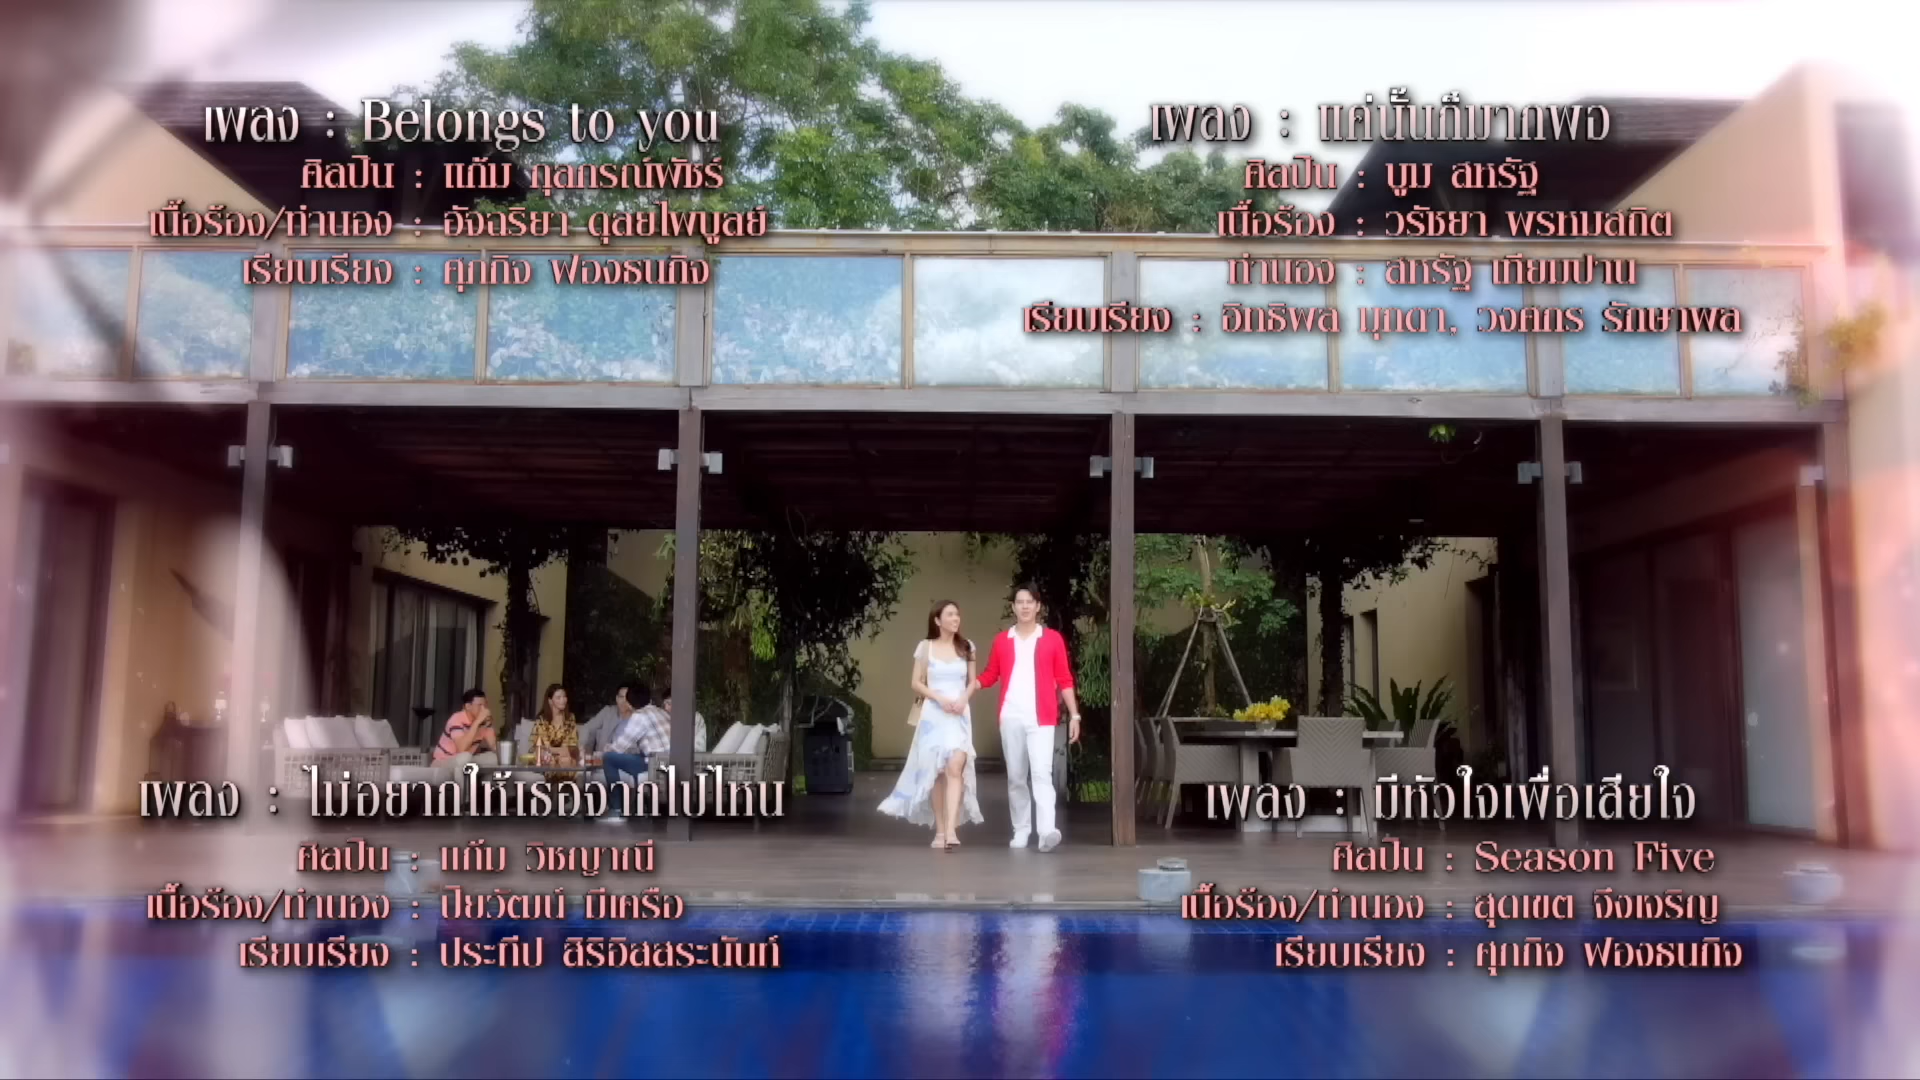 เพลง : Belongs to you
ศิลปิน : แก้ม กุลกรณ์พัชร์
เนื้อร้อง/ทำนอง : อัจฉริยา ดุลยไพบูลย์
เรียบเรียง : ศุภกิจ ฟองธนกิจ
เพลง : แค่นั้นก็มากพอ
ศิลปิน : บูม สหรัฐ
เนื้อร้อง : วรัชยา พรหมสถิต
ทำนอง : สหรัฐ เทียมปาน
เรียบเรียง : อิทธิพล มุกดา, วงศกร รักษาพล
เพลง : ไม่อยากให้เธอจากไปไหน
ศิลปิน : แก้ม วิชญาณี
เนื้อร้อง/ทำนอง : ปิยวัฒน์ มีเครือ
เรียบเรียง : ประทีป สิริอิสสระนันท์
เพลง : มีหัวใจเพื่อเสียใจ
ศิลปิน : Season Five
เนื้อร้อง/ทำนอง : สุดเขต จึงเจริญ
เรียบเรียง : ศุภกิจ ฟองธนกิจ